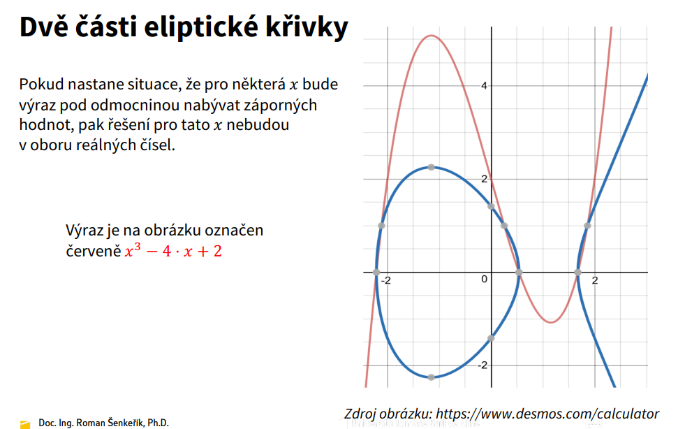 Dvě části eliptické křivky
Pokud nastane situace, že pro některá x bude
výraz pod odmocninou nabývat záporných
hodnot, pak řešení pro tato x nebudou
v oboru reálných čísel.
Výraz je na obrázku označen
červeně x³ − 4 · x + 2
4
2
-2
0
2
-2
Zdroj obrázku: https://www.desmos.com/calculator
Doc. Ing. Roman Šenkeřík, Ph.D.